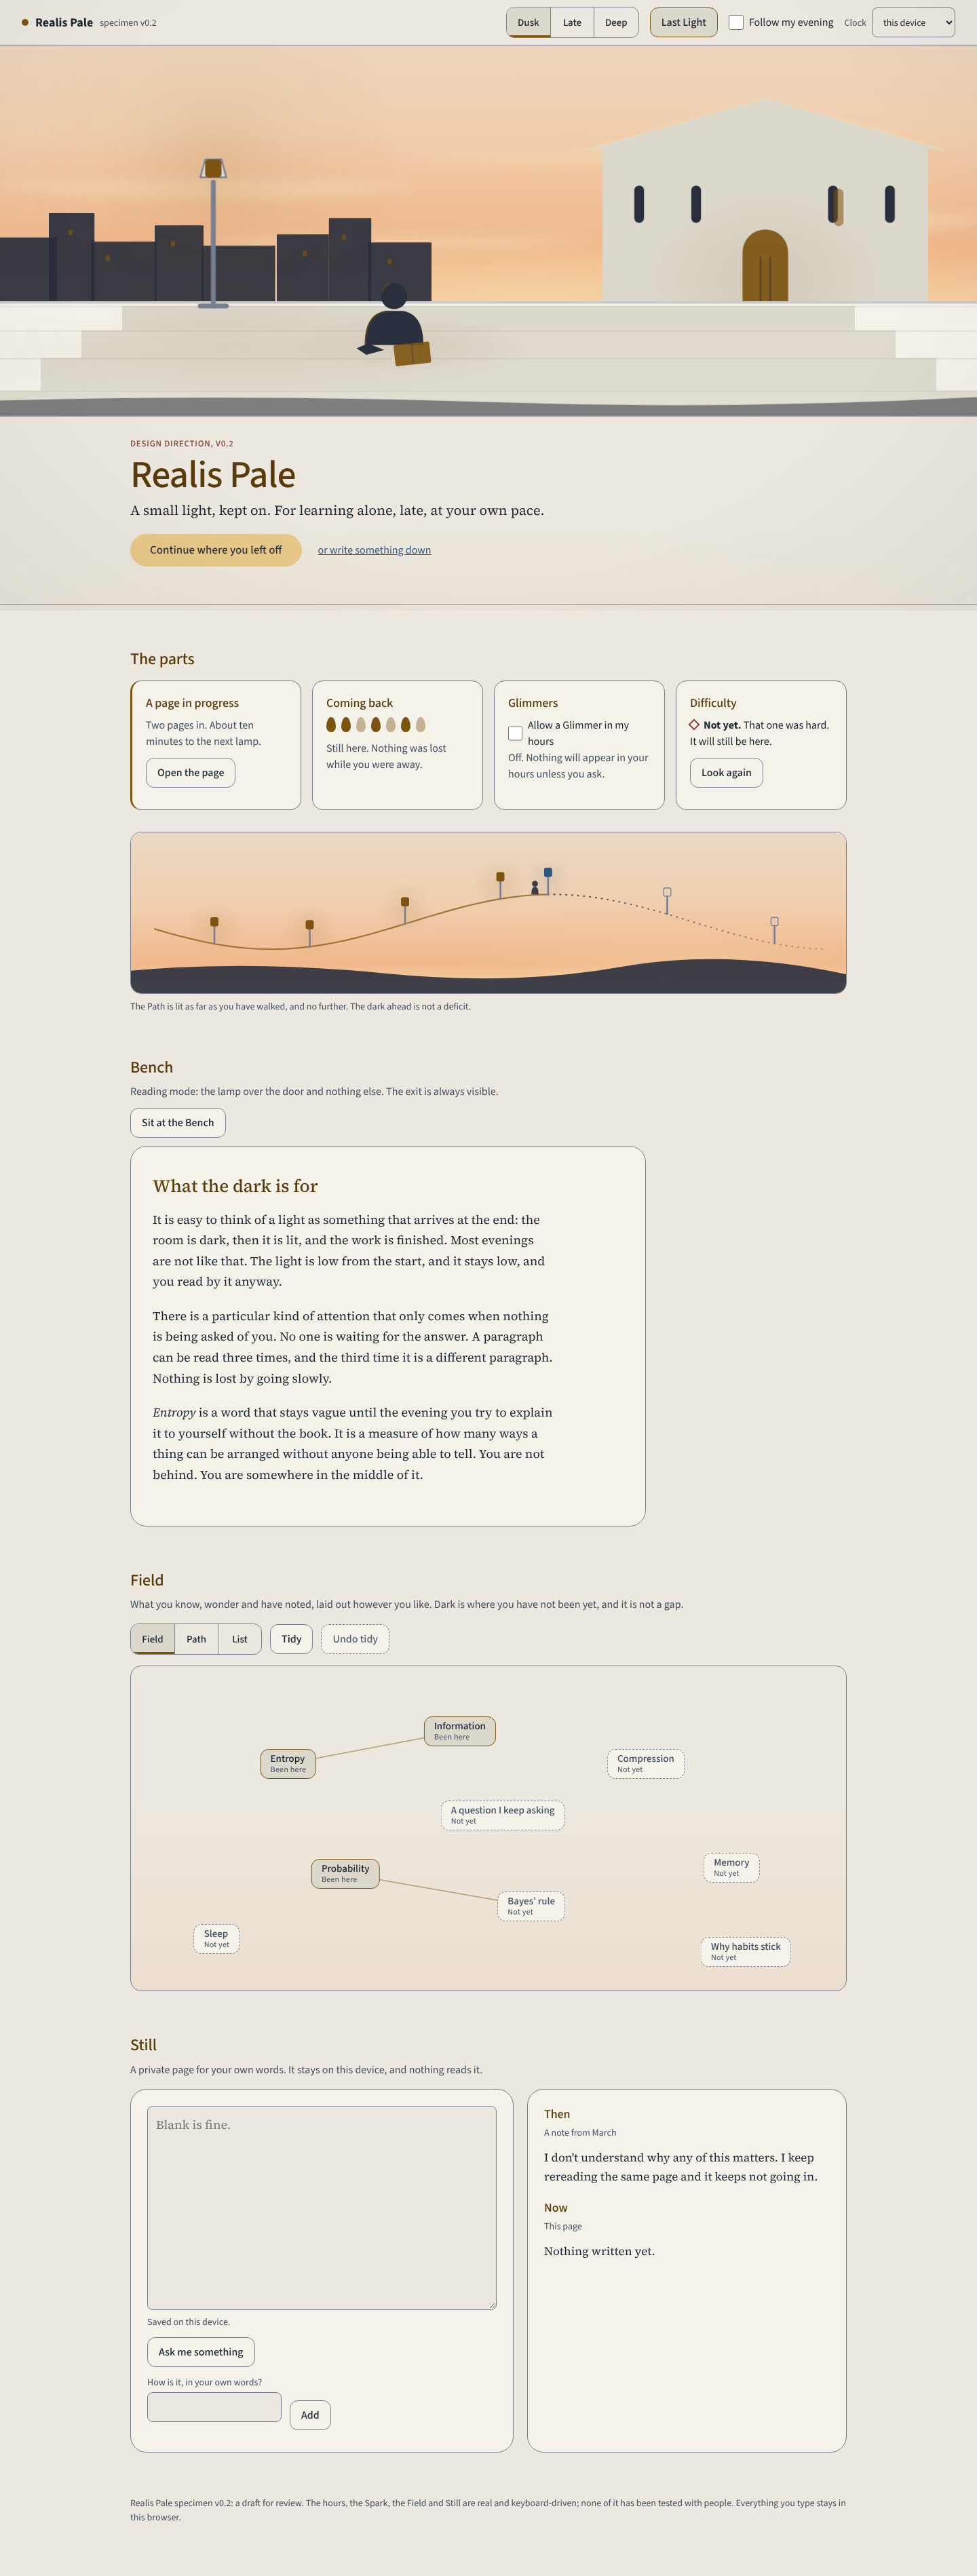 Realis Pale specimen v0.2
Dusk Late Deep Last Light Follow my evening Clock this device
DESIGN DIRECTION, V0.2
Realis Pale
A small light, kept on. For learning alone, late, at your own pace.
Continue where you left off or write something down
The parts
A page in progress
Two pages in. About ten
minutes to the next lamp.
Open the page
Coming back
Still here. Nothing was lost
while you were away.
Glimmers
Allow a Glimmer in my
hours
Off. Nothing will appear in your
hours unless you ask.
Difficulty
Not yet. That one was hard.
It will still be here.
Look again
The Path is lit as far as you have walked, and no further. The dark ahead is not a deficit.
Bench
Reading mode: the lamp over the door and nothing else. The exit is always visible.
Sit at the Bench
What the dark is for
It is easy to think of a light as something that arrives at the end: the
room is dark, then it is lit, and the work is finished. Most evenings
are not like that. The light is low from the start, and it stays low, and
you read by it anyway.
There is a particular kind of attention that only comes when nothing
is being asked of you. No one is waiting for the answer. A paragraph
can be read three times, and the third time it is a different paragraph.
Nothing is lost by going slowly.
Entropy is a word that stays vague until the evening you try to explain
it to yourself without the book. It is a measure of how many ways a
thing can be arranged without anyone being able to tell. You are not
behind. You are somewhere in the middle of it.
Field
What you know, wonder and have noted, laid out however you like. Dark is where you have not been yet, and it is not a gap.
Field Path List Tidy Undo tidy
Information
Been here
Entropy
Been here
Compression
Not yet
A question I keep asking
Not yet
Probability
Been here
Memory
Not yet
Bayes' rule
Not yet
Sleep
Not yet
Why habits stick
Not yet
Still
A private page for your own words. It stays on this device, and nothing reads it.
Blank is fine.
Saved on this device.
Ask me something
How is it, in your own words?
Add
Then
A note from March
I don't understand why any of this matters. I keep
rereading the same page and it keeps not going in.
Now
This page
Nothing written yet.
Realis Pale specimen v0.2: a draft for review. The hours, the Spark, the Field and Still are real and keyboard-driven; none of it has been tested with people. Everything you type stays in
this browser.